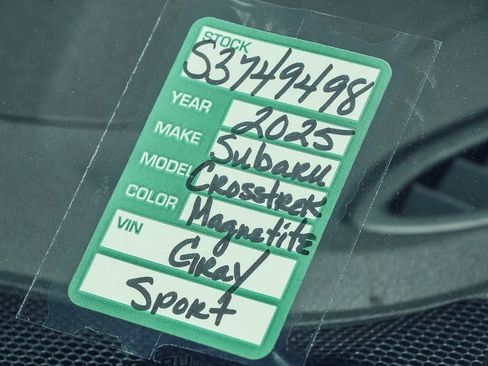 STOCK
S3749498
YEAR 2025
MAKE Subaru
MODEL Crosstrek
COLOR Magnetite
VIN Gray
Sport